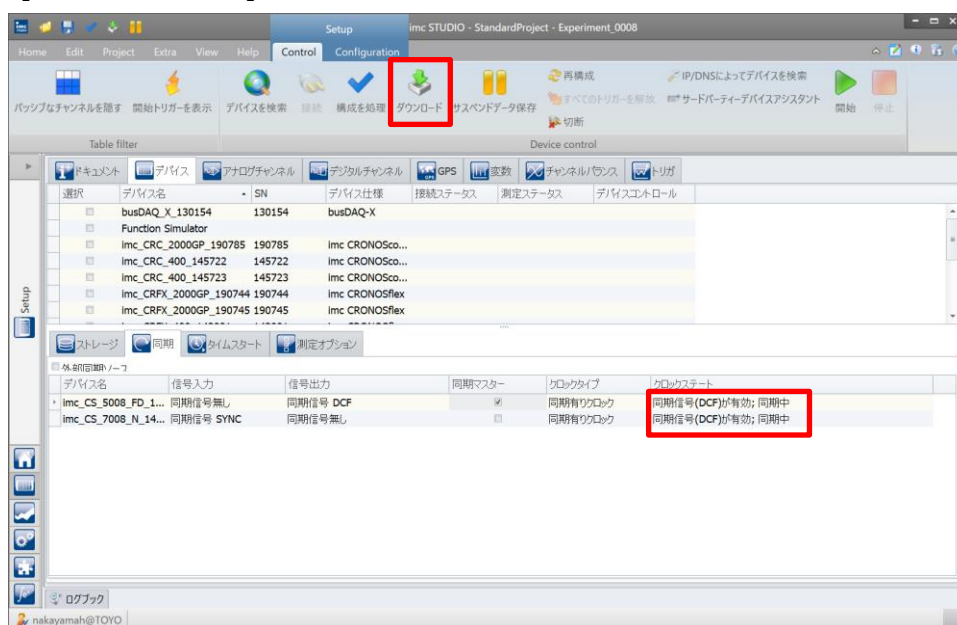 Setup
imc STUDIO - StandardProject - Experiment_0008
Home Edit Project Extra View Help Control Configuration
パッシブなチャンネルを隠す 開始トリガーを表示 デバイスを検索 接続 構成を処理 ダウンロード サスペンドデータ保存 再構成 IP/DNSによってデバイスを検索 開始 停止
すべてのトリガーを解放 サードパーティーデバイスアシスタント
切断
Table filter Device control
ドキュメント デバイス アナログチャンネル デジタルチャンネル GPS 変数 チャンネルバランス トリガ
選択 デバイス名 SN デバイス仕様 接続ステータス 測定ステータス デバイスコントロール
busDAQ_X_130154 130154 busDAQ-X
Function Simulator
imc_CRC_2000GP_190785 190785 imc CRONOSco...
imc_CRC_400_145722 145722 imc CRONOSco...
imc_CRC_400_145723 145723 imc CRONOSco...
imc_CRFX_2000GP_190744 190744 imc CRONOSflex
imc_CRFX_2000GP_190745 190745 imc CRONOSflex
Setup
ストレージ 同期 タイムスタート 測定オプション
デバイス名 信号入力 信号出力 同期マスター クロックタイプ クロックステート
imc_CS_5008_FD_1... 同期信号無し 同期信号 DCF 同期有りクロック 同期信号(DCF)が有効; 同期中
imc_CS_7008_N_14... 同期信号 SYNC 同期信号無し 同期有りクロック 同期信号(DCF)が有効; 同期中
ログブック
nakayamah@TOYO